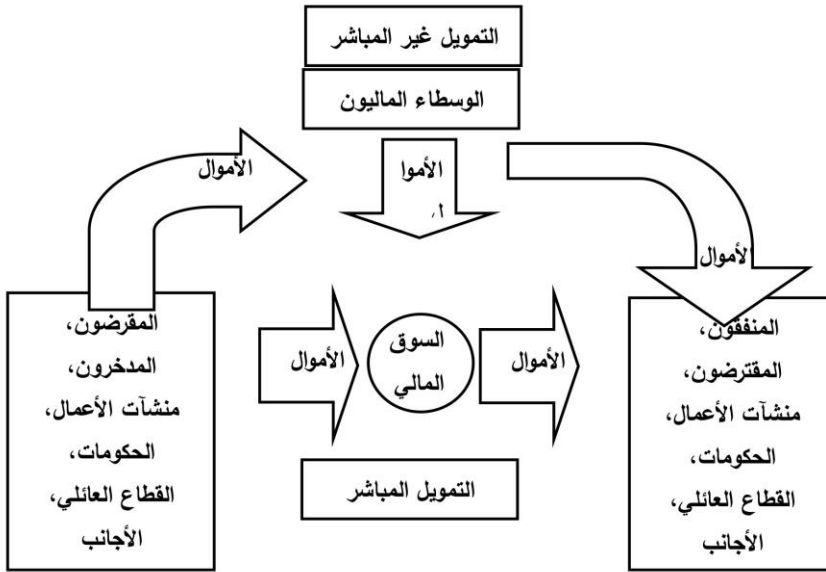 التمويل غير المباشر
الوسطاء الماليون
الأموال
الأموا
ل
الأموال
المقرضون،
المدخرون،
منشآت الأعمال،
الحكومات،
القطاع العائلي،
الأجانب
الأموال
السوق
المالي
الأموال
المنفقون،
المقترضون،
منشآت الأعمال،
الحكومات،
القطاع العائلي،
الأجانب
التمويل المباشر